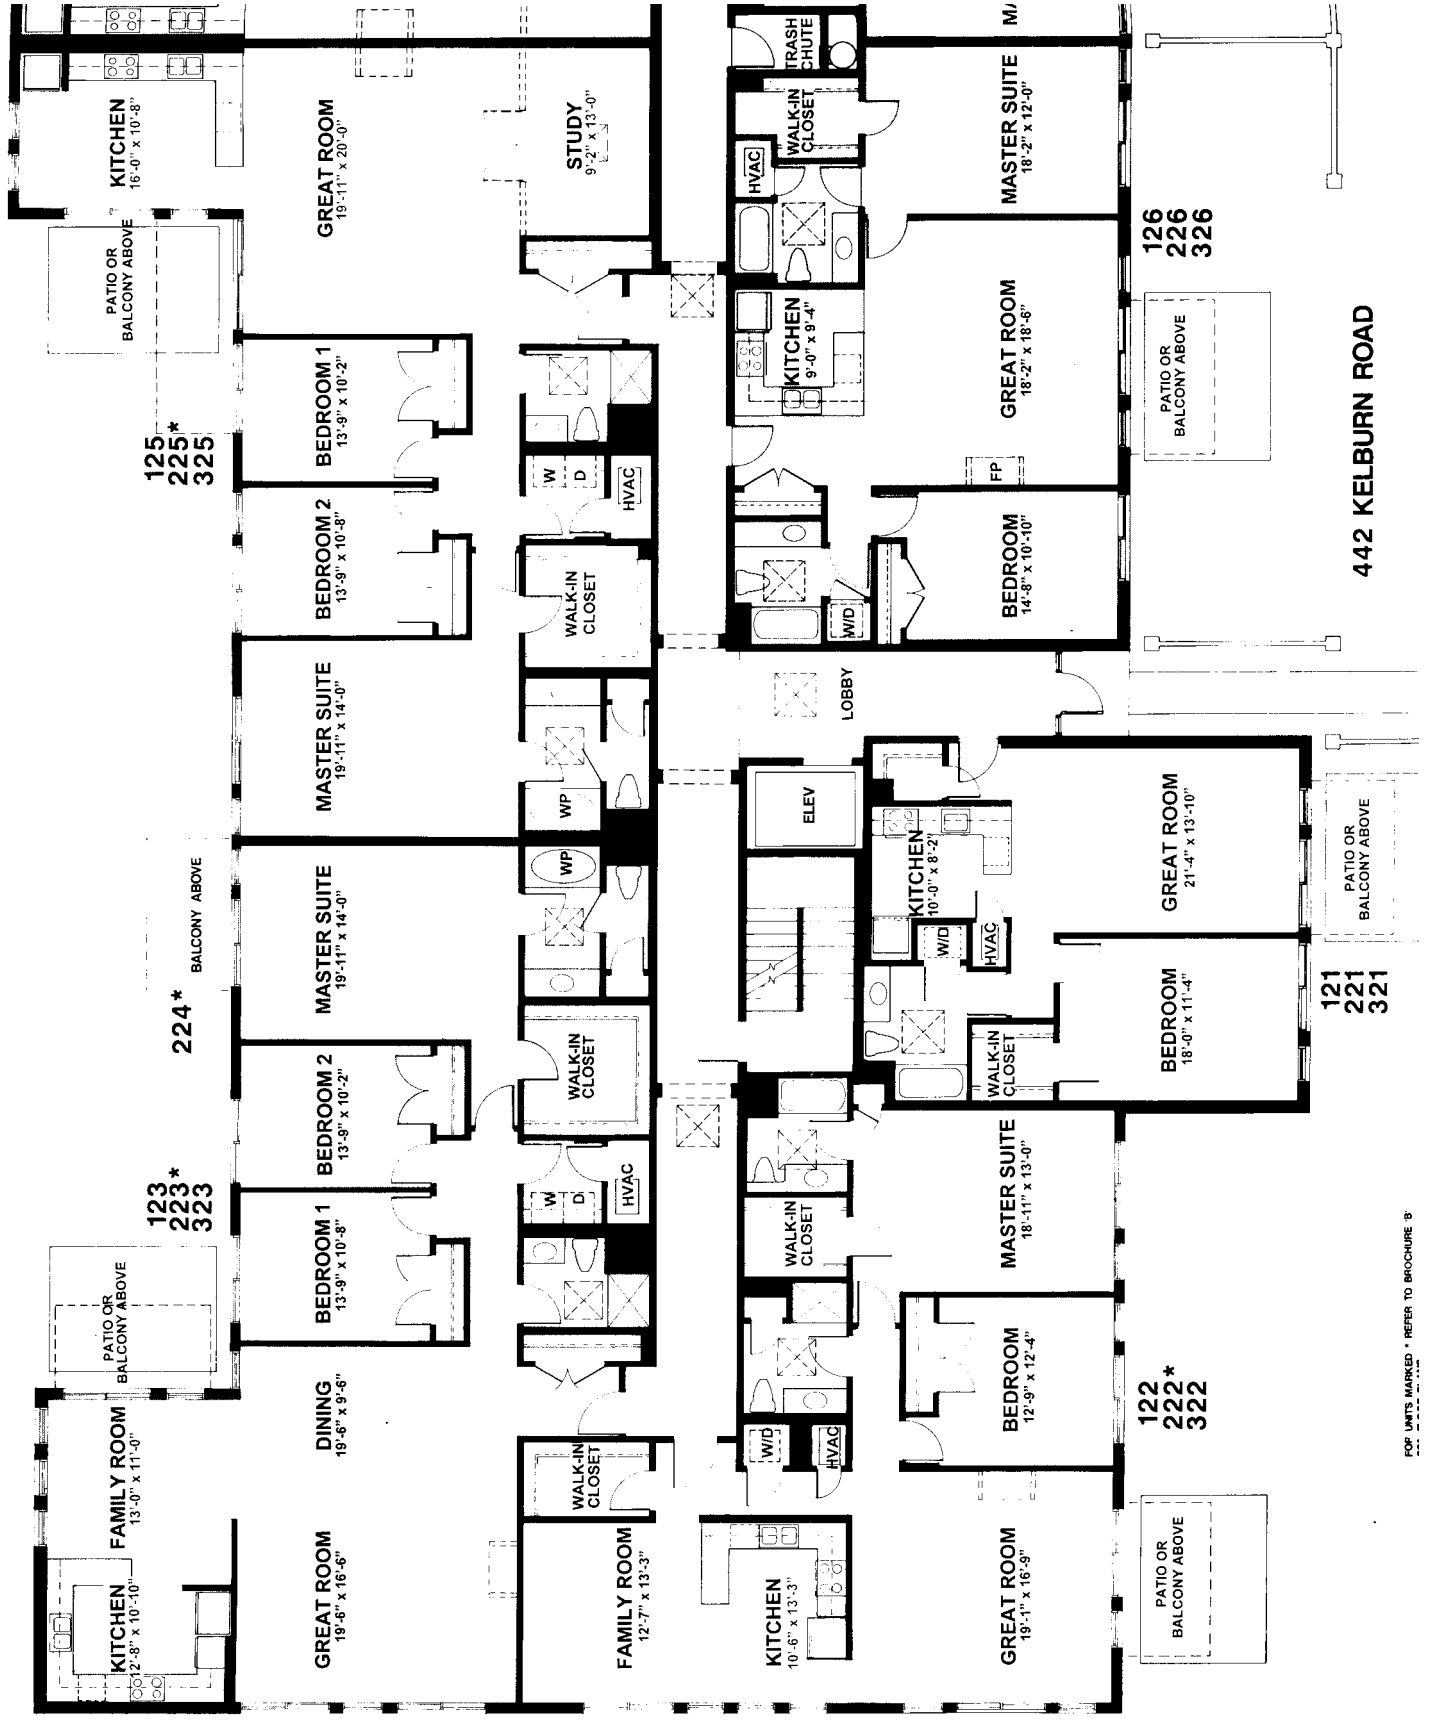 KITCHEN
16'-0" x 10'-8"
GREAT ROOM
19'-11" x 20'-0"
STUDY
9'-2" x 13'-0"
PATIO OR
BALCONY ABOVE
TRASH
CHUTE
WALK-IN
CLOSET
HVAC
MASTER SUITE
18'-2" x 12'-0"
KITCHEN
9'-0" x 9'-4"
GREAT ROOM
18'-2" x 18'-6"
FP
126
226
326
PATIO OR
BALCONY ABOVE
442 KELBURN ROAD
125
225*
325
BEDROOM 1
13'-9" x 10'-2"
BEDROOM 2
13'-9" x 10'-8"
W
D
HVAC
WALK-IN
CLOSET
BEDROOM
14'-8" x 10'-10"
W/D
MASTER SUITE
19'-11" x 14'-0"
WP
LOBBY
ELEV
KITCHEN
10'-0" x 8'-2"
W/D
HVAC
GREAT ROOM
21'-4" x 13'-10"
PATIO OR
BALCONY ABOVE
BALCONY ABOVE
224*
MASTER SUITE
19'-11" x 14'-0"
WP
WALK-IN
CLOSET
WALK-IN
CLOSET
BEDROOM
18'-0" x 11'-4"
121
221
321
123
223*
323
BEDROOM 2
13'-9" x 10'-2"
BEDROOM 1
13'-9" x 10'-8"
W
D
HVAC
WALK-IN
CLOSET
MASTER SUITE
18'-11" x 13'-0"
PATIO OR
BALCONY ABOVE
BEDROOM
12'-9" x 12'-4"
122
222*
322
FAMILY ROOM
13'-0" x 11'-0"
DINING
19'-6" x 9'-6"
WALK-IN
CLOSET
W/D
HVAC
KITCHEN
12'-8" x 10'-10"
GREAT ROOM
19'-6" x 16'-6"
FAMILY ROOM
12'-7" x 13'-3"
KITCHEN
10'-6" x 13'-3"
GREAT ROOM
19'-1" x 16'-9"
PATIO OR
BALCONY ABOVE
FOR UNITS MARKED * REFER TO BROCHURE 'B'